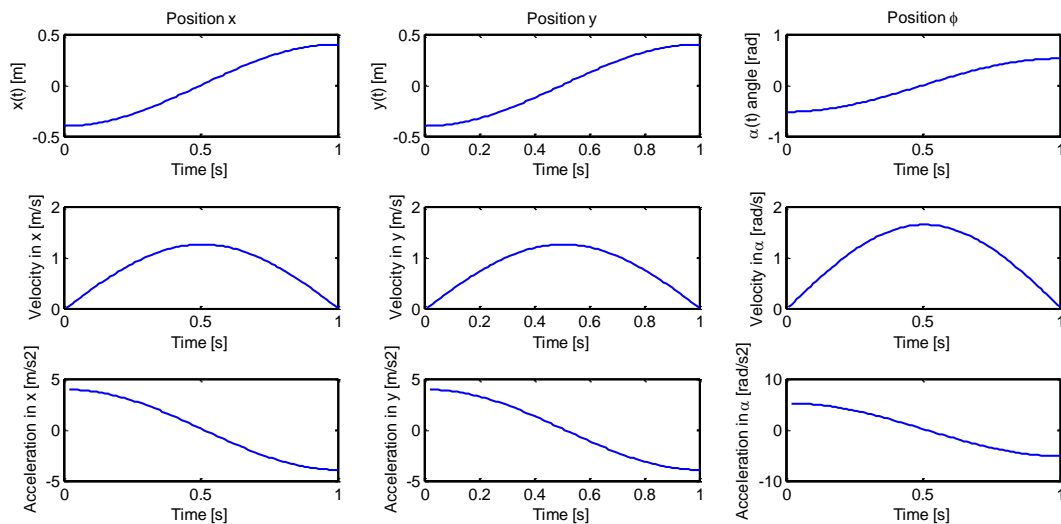 Position x
x(t) [m]
0.5
0
-0.5
0 0.5 1
Time [s]
Position y
y(t) [m]
0.5
0
-0.5
0 0.2 0.4 0.6 0.8 1
Time [s]
Position ϕ
α(t) angle [rad]
1
0
-1
0 0.5 1
Time [s]
Velocity in x [m/s]
2
1
0
0 0.5 1
Time [s]
Velocity in y [m/s]
2
1
0
0 0.2 0.4 0.6 0.8 1
Time [s]
Velocity in α [rad/s]
2
1
0
0 0.5 1
Time [s]
Acceleration in x [m/s2]
5
0
-5
0 0.5 1
Time [s]
Acceleration in y [m/s2]
5
0
-5
0 0.2 0.4 0.6 0.8 1
Time [s]
Acceleration in α [rad/s2]
10
0
-10
0 0.5 1
Time [s]